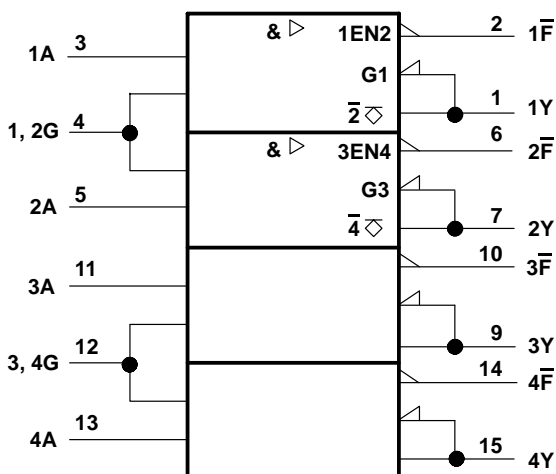 & ▷ 1EN2 2 1F̅
1A 3
G1
1, 2G 4
2̅ ◇̅ 1 1Y
& ▷ 3EN4 6 2F̅
G3
2A 5
4̅ ◇̅ 7 2Y
10 3F̅
3A 11
9 3Y
3, 4G 12
14 4F̅
4A 13
15 4Y